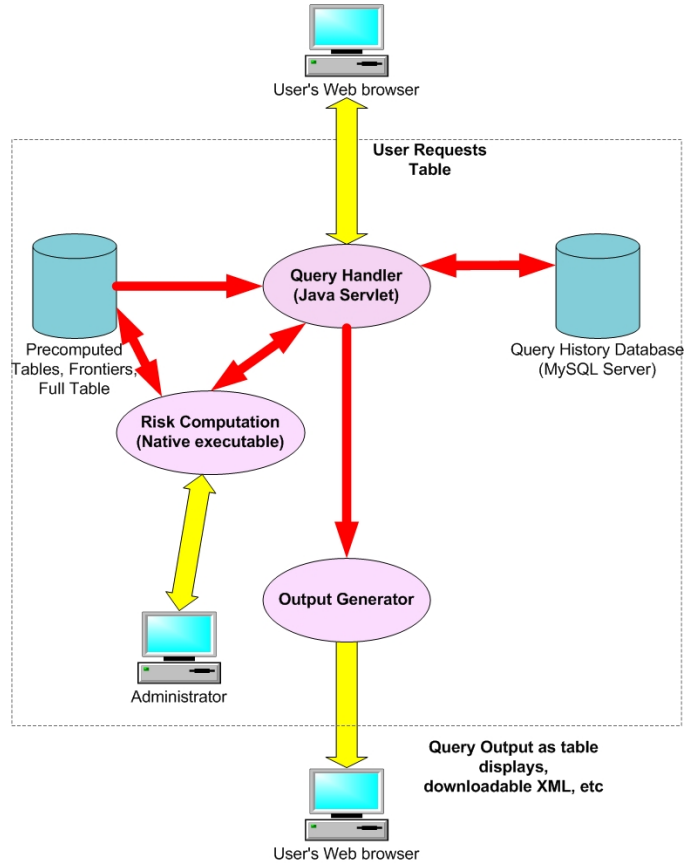 User's Web browser
User Requests
Table
Query Handler
(Java Servlet)
Precomputed
Tables, Frontiers,
Full Table
Query History Database
(MySQL Server)
Risk Computation
(Native executable)
Output Generator
Administrator
Query Output as table
displays,
downloadable XML, etc
User's Web browser